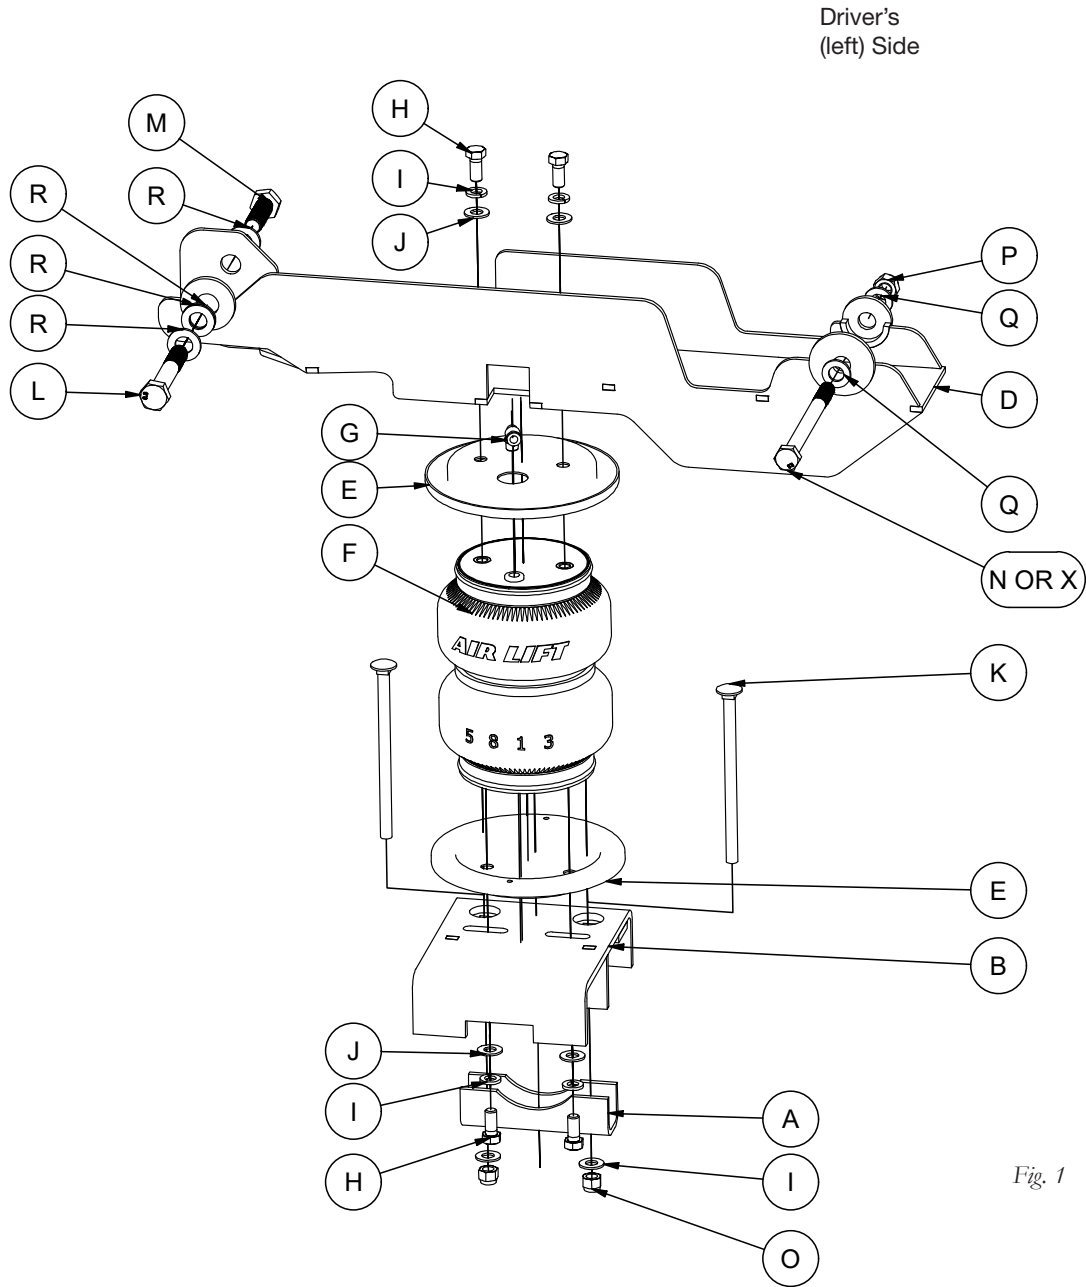 Driver's
(left) Side
H
M
I
R
R
J
R
P
R
Q
L
D
G
E
Q
F
N OR X
AIR LIFT
K
5 8 1 3
E
B
J
I
A
H
I
Fig. 1
O